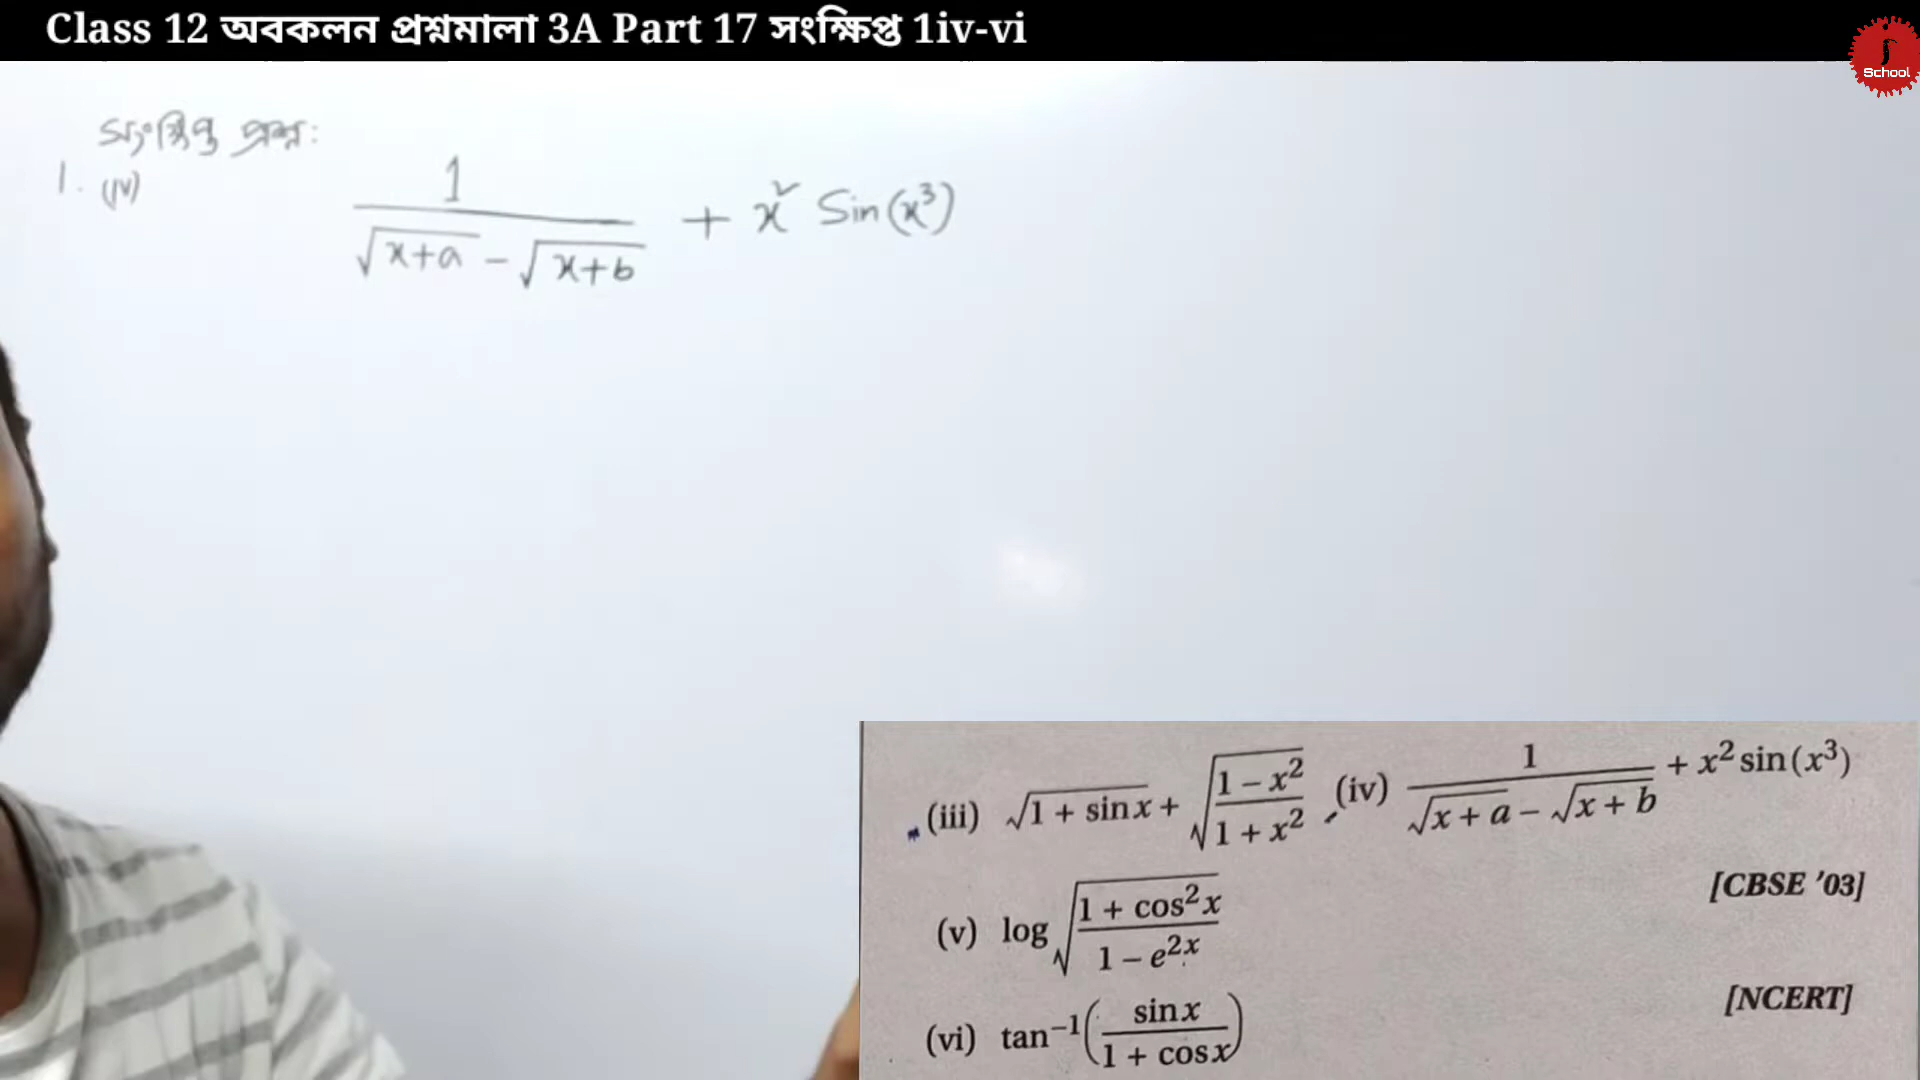 Class 12 অবকলন প্রশ্নমালা 3A Part 17 সংক্ষিপ্ত 1iv-vi
School
সংক্ষিপ্ত প্রশ্ন:
1. (iv) 1/(√(x+a) - √(x+b)) + x² Sin(x³)
(iii) √(1 + sin x) + √((1 - x²)/(1 + x²)) (iv) 1/(√(x + a) - √(x + b)) + x² sin(x³)
[CBSE '03]
(v) log √((1 + cos²x)/(1 - e²ˣ))
[NCERT]
(vi) tan⁻¹(sin x/(1 + cos x))